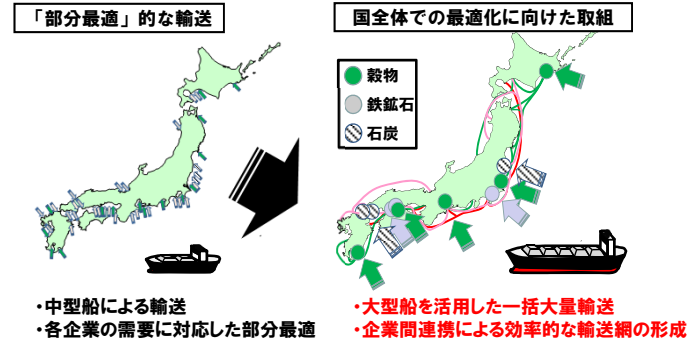 「部分最適」的な輸送
国全体での最適化に向けた取組
穀物
鉄鉱石
石炭
・中型船による輸送
・各企業の需要に対応した部分最適
・大型船を活用した一括大量輸送
・企業間連携による効率的な輸送網の形成